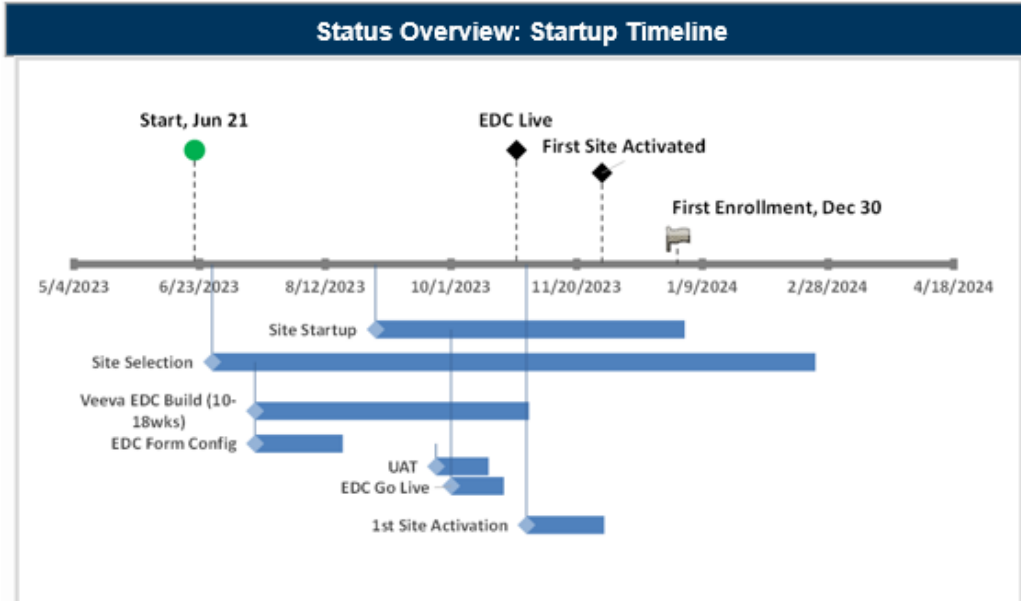 Status Overview: Startup Timeline
Start, Jun 21
EDC Live
First Site Activated
First Enrollment, Dec 30
5/4/2023
6/23/2023
8/12/2023
10/1/2023
11/20/2023
1/9/2024
2/28/2024
4/18/2024
Site Startup
Site Selection
Veeva EDC Build (10-
18wks)
EDC Form Config
UAT
EDC Go Live
1st Site Activation